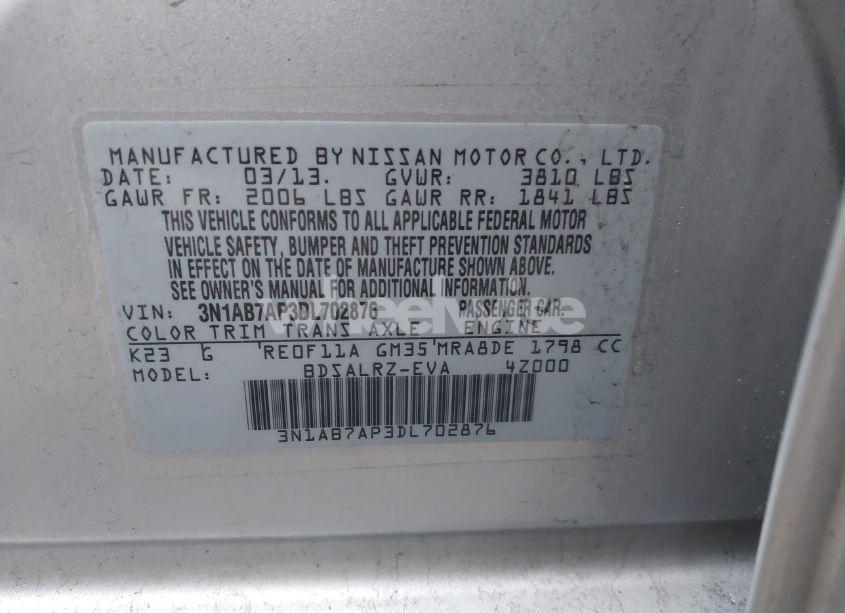 MANUFACTURED BY NISSAN MOTOR CO., LTD.
DATE: 03/13. GVWR: 3810 LBS
GAWR FR: 2006 LBS GAWR RR: 1841 LBS
THIS VEHICLE CONFORMS TO ALL APPLICABLE FEDERAL MOTOR
VEHICLE SAFETY, BUMPER AND THEFT PREVENTION STANDARDS
IN EFFECT ON THE DATE OF MANUFACTURE SHOWN ABOVE.
SEE OWNER'S MANUAL FOR ADDITIONAL INFORMATION.
VIN: 3N1AB7AP3DL702876 PASSENGER CAR.
COLOR TRIM TRANS AXLE ENGINE
K23 G RE0F11A GM35 MRA8DE 1798 CC
MODEL: BDSALRZ-EVA 4Z000
3N1AB7AP3DL702876